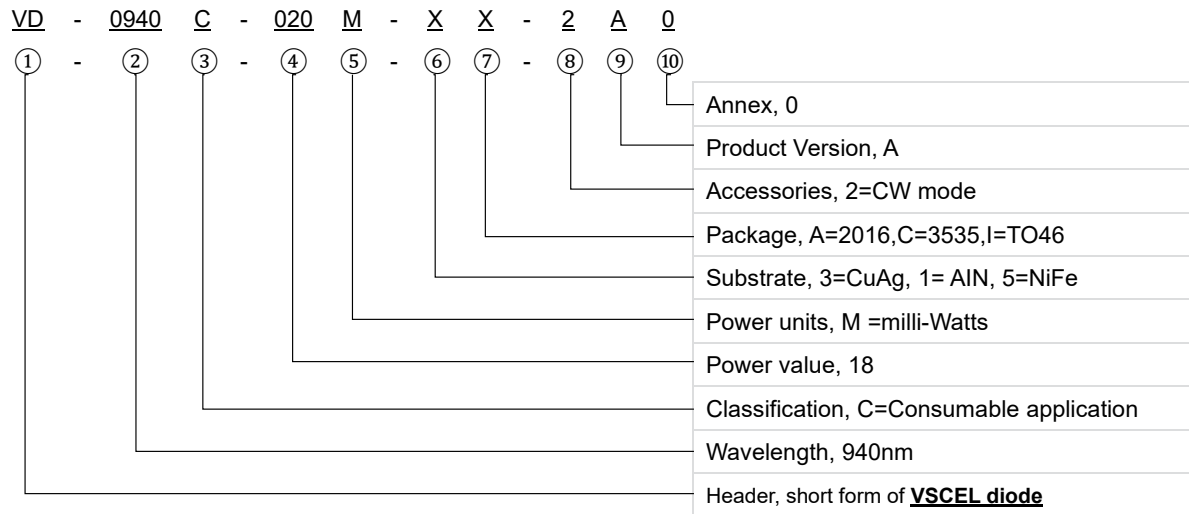 VD - 0940 C - 020 M - X X - 2 A 0
① - ② ③ - ④ ⑤ - ⑥ ⑦ - ⑧ ⑨ ⑩
Annex, 0
Product Version, A
Accessories, 2=CW mode
Package, A=2016,C=3535,I=TO46
Substrate, 3=CuAg, 1= AlN, 5=NiFe
Power units, M =milli-Watts
Power value, 18
Classification, C=Consumable application
Wavelength, 940nm
Header, short form of VSCEL diode